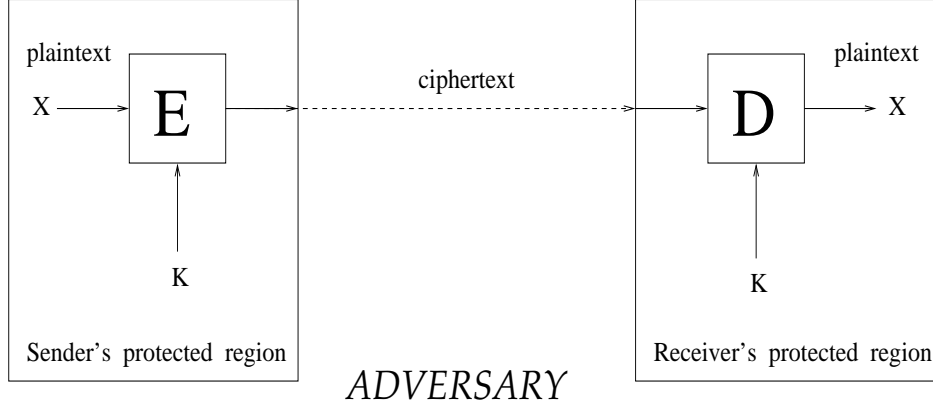 plaintext
X
E
K
Sender's protected region
ciphertext
ADVERSARY
plaintext
D
X
K
Receiver's protected region